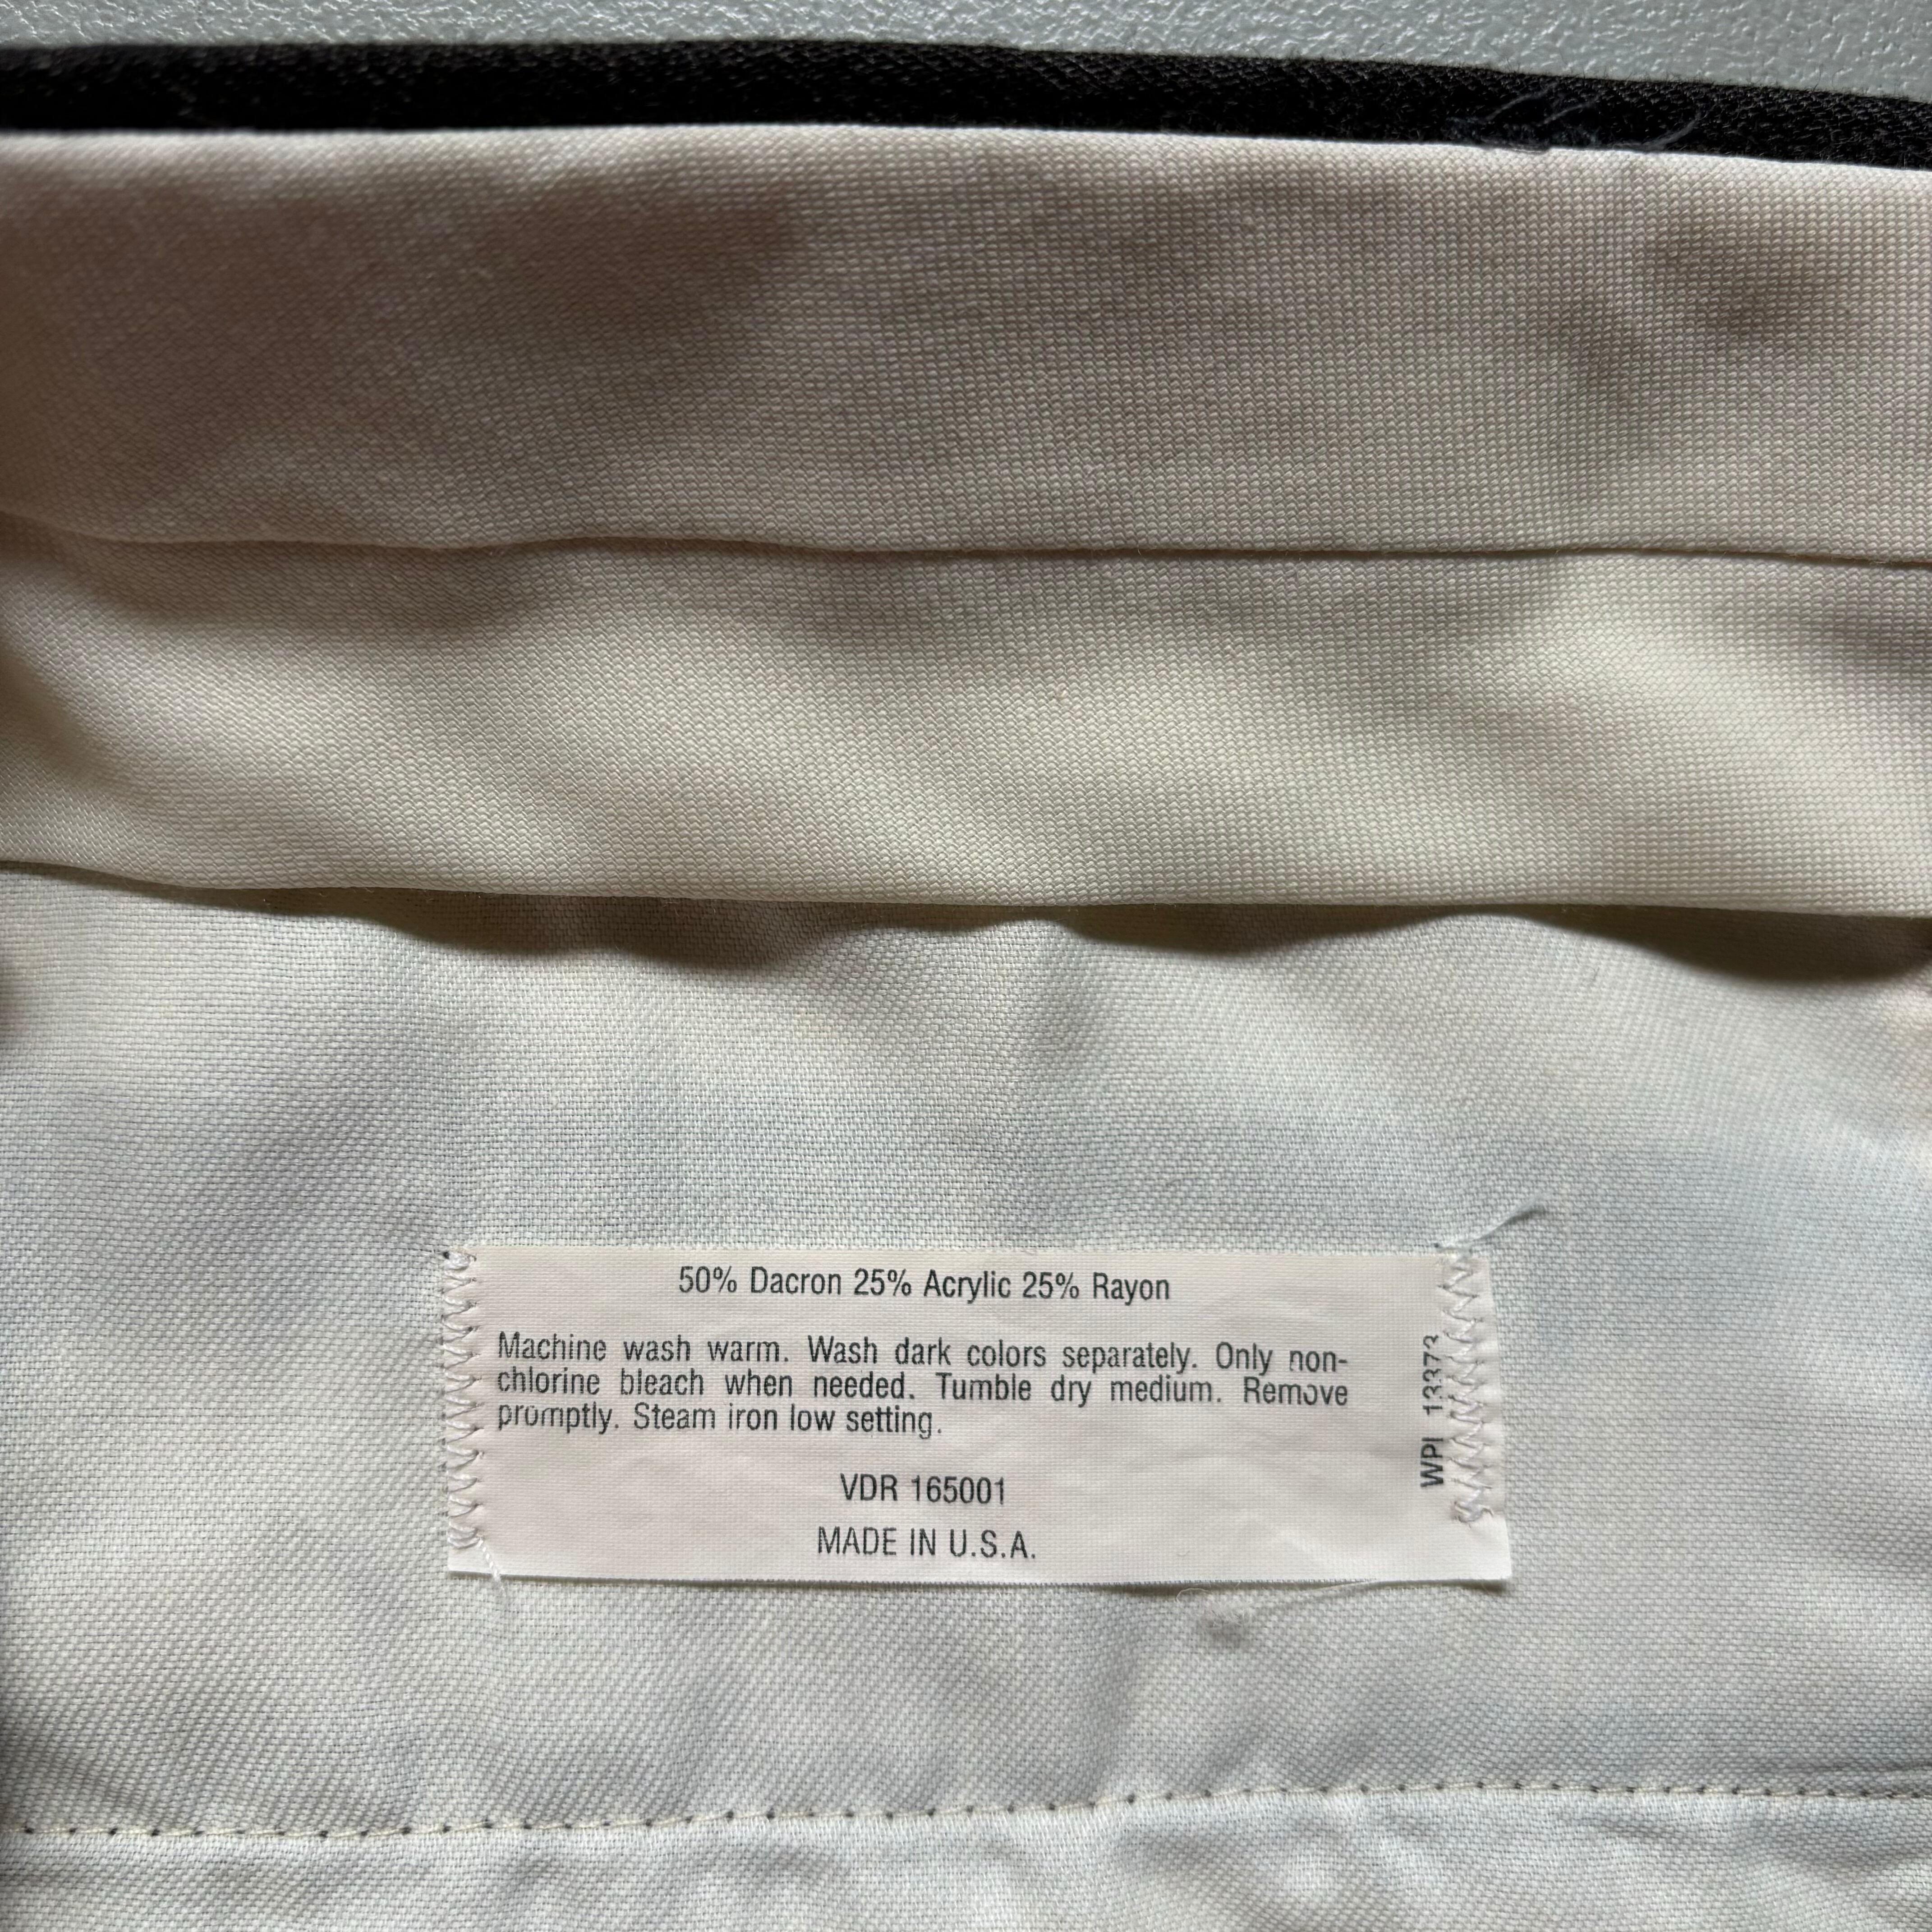 50% Dacron 25% Acrylic 25% Rayon
Machine wash warm. Wash dark colors separately. Only non-
chlorine bleach when needed. Tumble dry medium. Remove
promptly. Steam iron low setting.
VDR 165001
MADE IN U.S.A.
WPI 13373